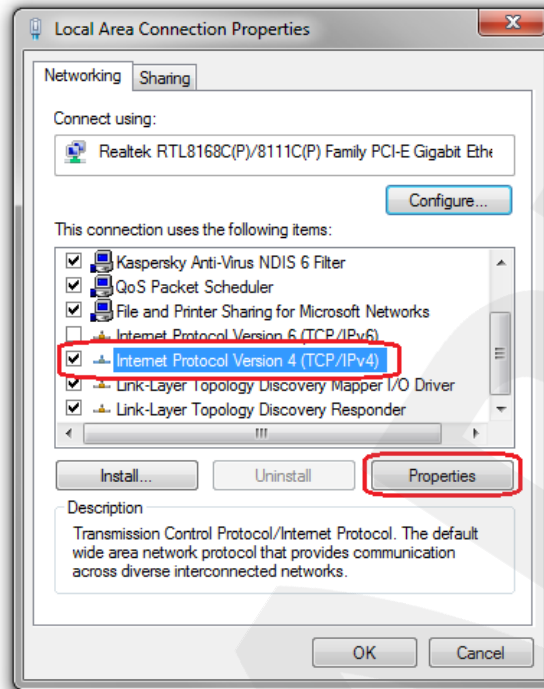 Local Area Connection Properties
Networking
Sharing
Connect using:
Realtek RTL8168C(P)/8111C(P) Family PCI-E Gigabit Ethe
Configure...
This connection uses the following items:
Kaspersky Anti-Virus NDIS 6 Filter
QoS Packet Scheduler
File and Printer Sharing for Microsoft Networks
Internet Protocol Version 6 (TCP/IPv6)
Internet Protocol Version 4 (TCP/IPv4)
Link-Layer Topology Discovery Mapper I/O Driver
Link-Layer Topology Discovery Responder
Install...
Uninstall
Properties
Description
Transmission Control Protocol/Internet Protocol. The default
wide area network protocol that provides communication
across diverse interconnected networks.
OK
Cancel